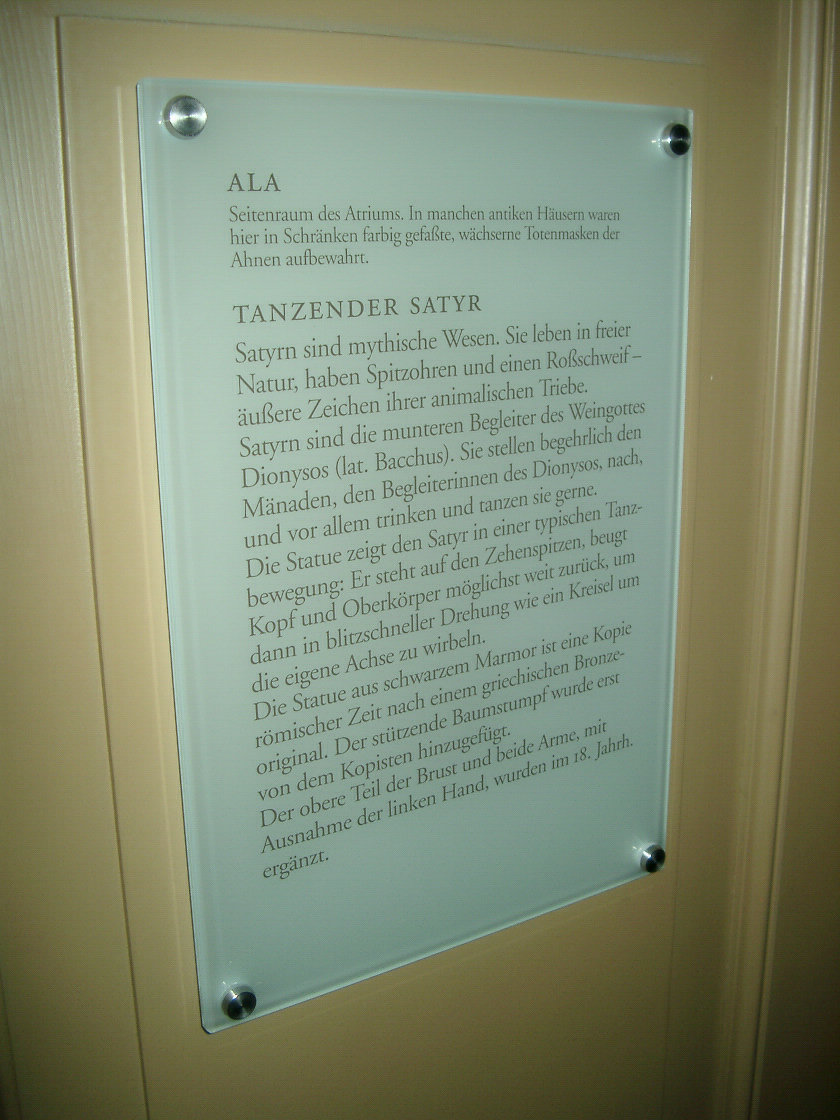 ALA
Seitenraum des Atriums. In manchen antiken Häusern waren
hier in Schränken farbig gefaßte, wächserne Totenmasken der
Ahnen aufbewahrt.
TANZENDER SATYR
Satyrn sind mythische Wesen. Sie leben in freier
Natur, haben Spitzohren und einen Roßschweif –
äußere Zeichen ihrer animalischen Triebe.
Satyrn sind die munteren Begleiter des Weingottes
Dionysos (lat. Bacchus). Sie stellen begehrlich den
Mänaden, den Begleiterinnen des Dionysos, nach,
und vor allem trinken und tanzen sie gerne.
Die Statue zeigt den Satyr in einer typischen Tanz-
bewegung: Er steht auf den Zehenspitzen, beugt
Kopf und Oberkörper möglichst weit zurück, um
dann in blitzschneller Drehung wie ein Kreisel um
die eigene Achse zu wirbeln.
Die Statue aus schwarzem Marmor ist eine Kopie
römischer Zeit nach einem griechischen Bronze-
original. Der stützende Baumstumpf wurde erst
von dem Kopisten hinzugefügt.
Der obere Teil der Brust und beide Arme, mit
Ausnahme der linken Hand, wurden im 18. Jahrh.
ergänzt.